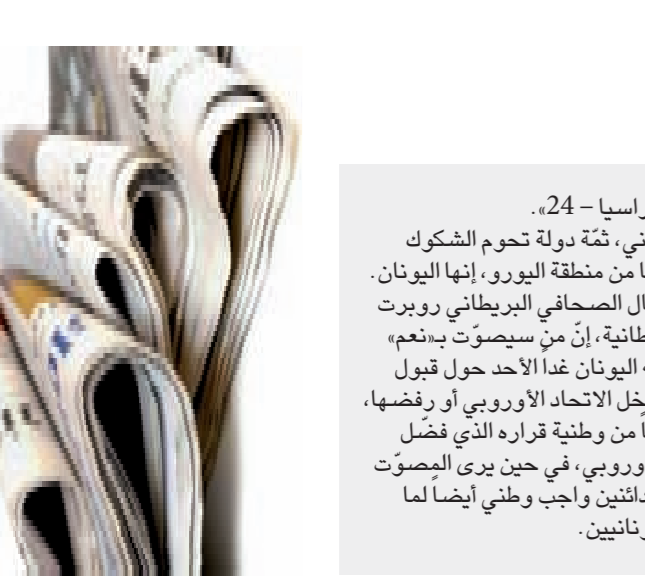 راسيا – 24».
ني، ثمّة دولة تحوم الشكوك
ا من منطقة اليورو، إنها اليونان.
ال الصحافي البريطاني روبرت
طانية، إنّ من سيصوّت بـ«نعم»
ه اليونان غداً الأحد حول قبول
خل الاتحاد الأوروبي أو رفضها،
اً من وطنية قراره الذي فضّل
وروبي، في حين يرى المصوّت
دائنين واجب وطني أيضاً لما
نانيين.